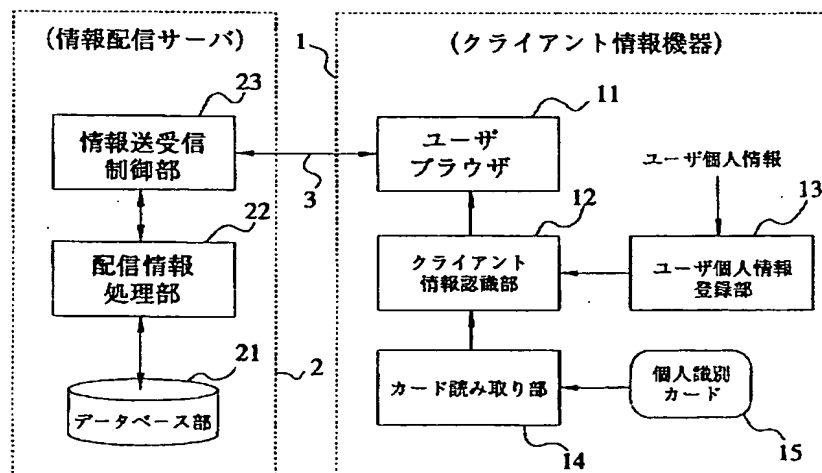 (情報配信サーバ)
1
(クライアント情報機器)
23
11
情報送受信
制御部
ユーザ
ブラウザ
ユーザ個人情報
3
22
12
13
配信情報
処理部
クライアント
情報認識部
ユーザ個人情報
登録部
21
2
データベース部
カード読み取り部
個人識別
カード
14
15